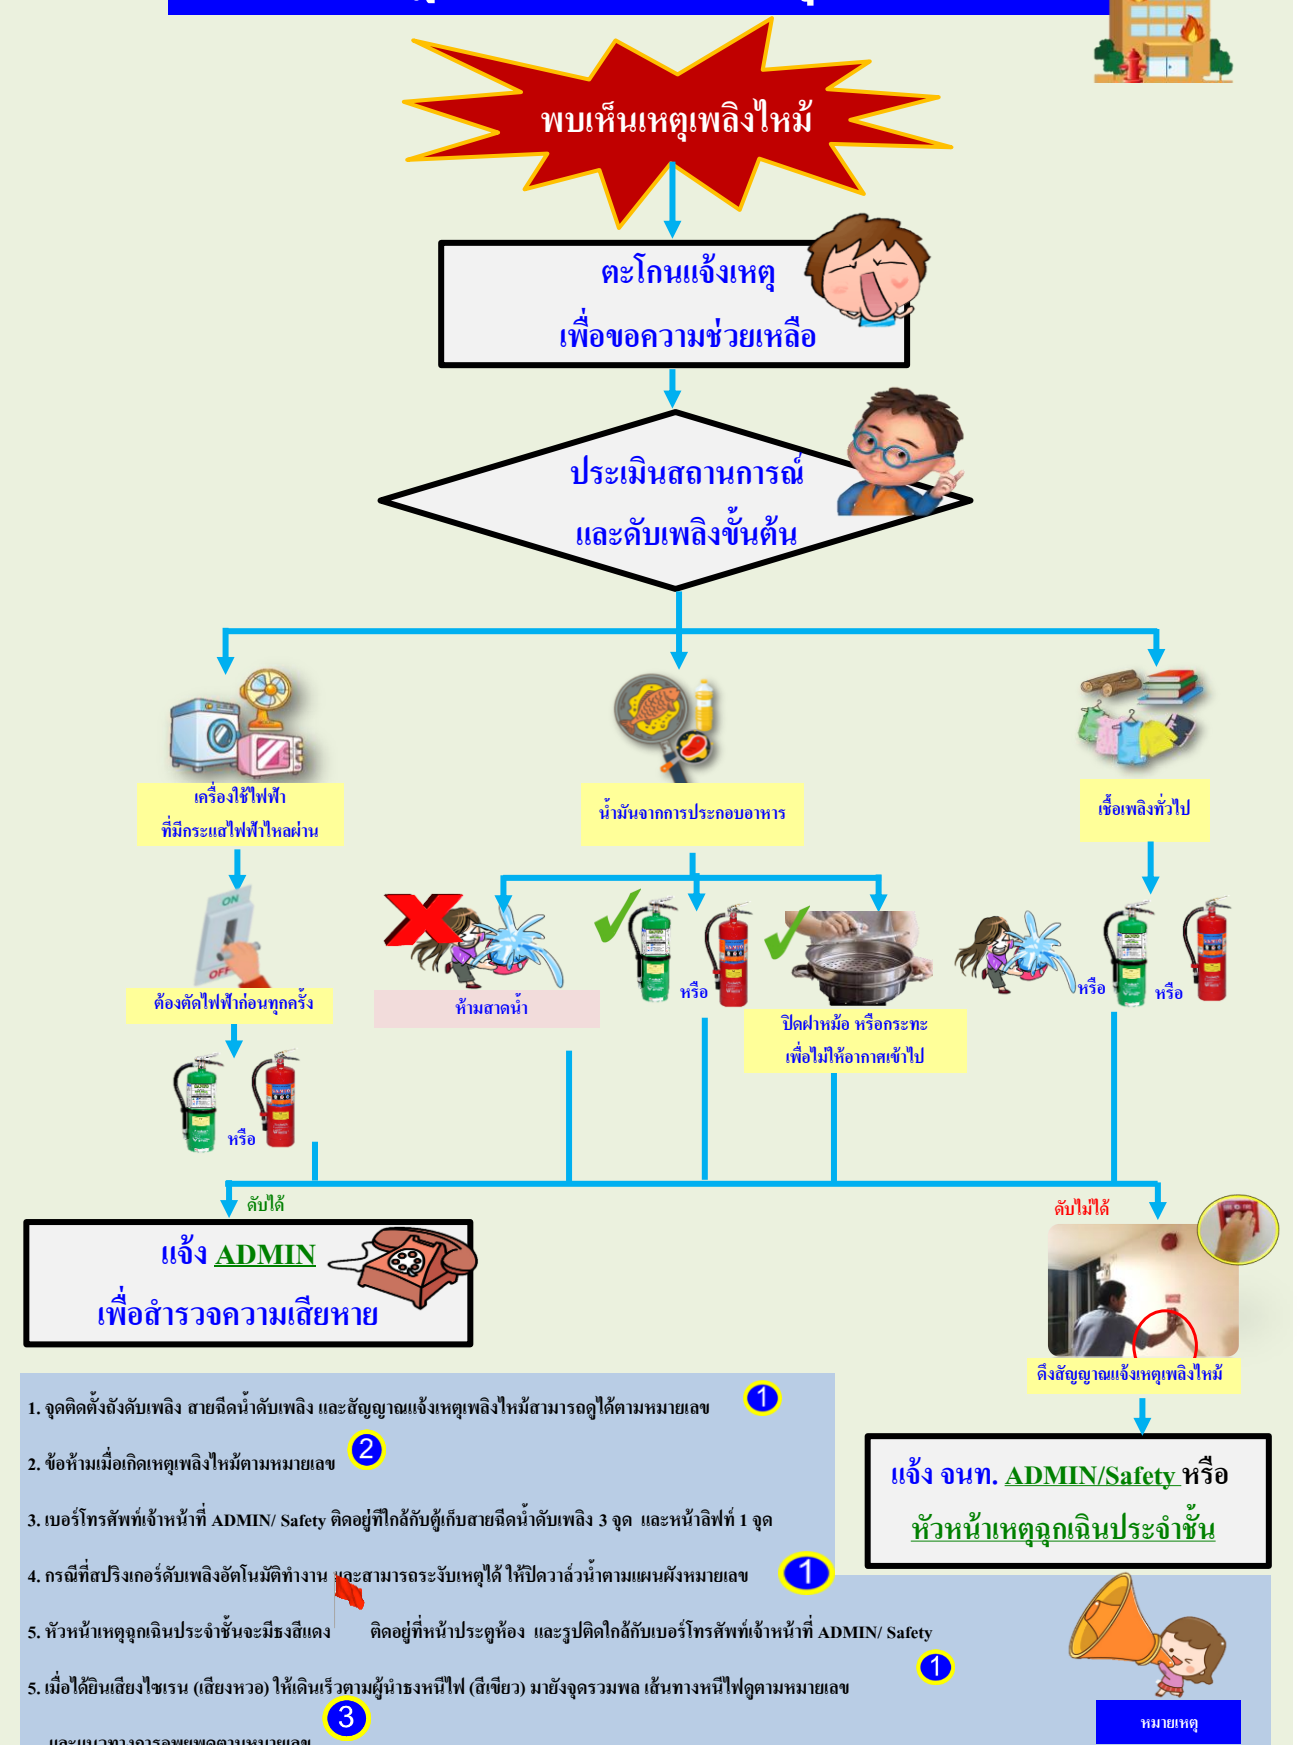 พบเห็นเหตุเพลิงไหม้
ตะโกนแจ้งเหตุ
เพื่อขอความช่วยเหลือ
ประเมินสถานการณ์
และดับเพลิงขั้นต้น
เครื่องใช้ไฟฟ้า
ที่มีกระแสไฟฟ้าไหลผ่าน
น้ำมันจากการประกอบอาหาร
เชื้อเพลิงทั่วไป
ON
OFF
ต้องตัดไฟฟ้าก่อนทุกครั้ง
ห้ามสาดน้ำ
หรือ
ปิดฝาหม้อ หรือกระทะ
เพื่อไม่ให้อากาศเข้าไป
หรือ
หรือ
หรือ
ดับได้
ดับไม่ได้
แจ้ง ADMIN
เพื่อสำรวจความเสียหาย
ดึงสัญญาณแจ้งเหตุเพลิงไหม้
แจ้ง จนท. ADMIN/Safety หรือ
หัวหน้าเหตุฉุกเฉินประจำชั้น
1. จุดติดตั้งถังดับเพลิง สายฉีดน้ำดับเพลิง และสัญญาณแจ้งเหตุเพลิงไหม้สามารถดูได้ตามหมายเลข 1
2. ข้อห้ามเมื่อเกิดเหตุเพลิงไหม้ตามหมายเลข 2
3. เบอร์โทรศัพท์เจ้าหน้าที่ ADMIN/ Safety ติดอยู่ที่ใกล้กับตู้เก็บสายฉีดน้ำดับเพลิง 3 จุด และหน้าลิฟท์ 1 จุด
4. กรณีที่สปริงเกอร์ดับเพลิงอัตโนมัติทำงาน และสามารถระงับเหตุได้ ให้ปิดวาล์วน้ำตามแผนผังหมายเลข 1
5. หัวหน้าเหตุฉุกเฉินประจำชั้นจะมีธงสีแดง ติดอยู่ที่หน้าประตูห้อง และรูปติดใกล้กับเบอร์โทรศัพท์เจ้าหน้าที่ ADMIN/ Safety
5. เมื่อได้ยินเสียงไซเรน (เสียงหวอ) ให้เดินเร็วตามผู้นำธงหนีไฟ (สีเขียว) มายังจุดรวมพล เส้นทางหนีไฟดูตามหมายเลข 1
และแนวทางการอพยพดูตามหมายเลข 3
หมายเหตุ